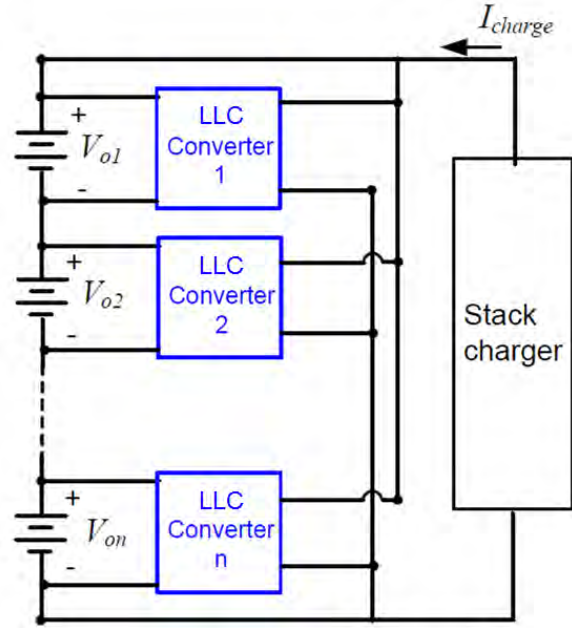 I_charge
+
V_o1
-
LLC
Converter
1
+
V_o2
-
LLC
Converter
2
Stack
charger
+
V_on
-
LLC
Converter
n